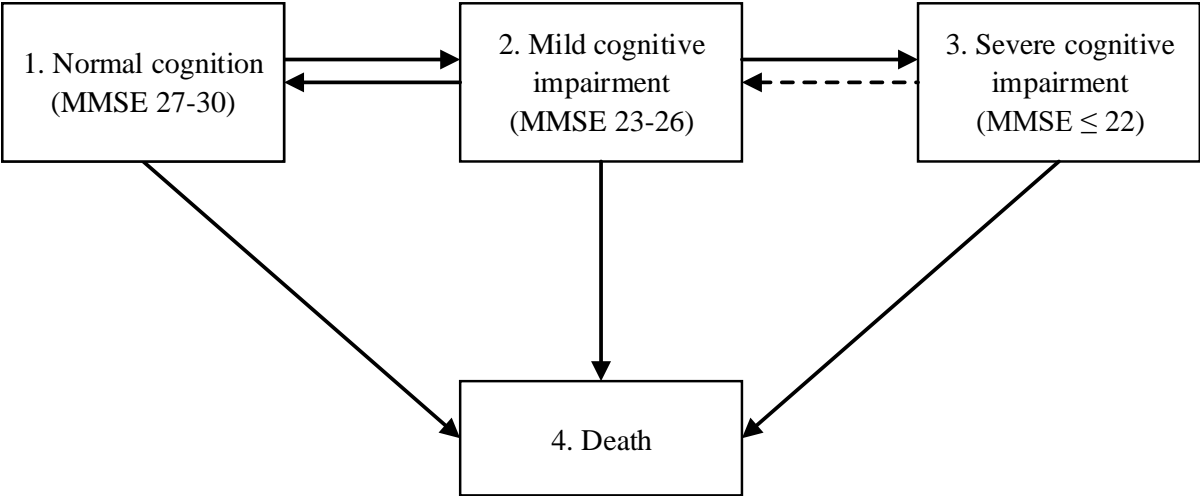 1. Normal cognition
(MMSE 27-30)
2. Mild cognitive
impairment
(MMSE 23-26)
3. Severe cognitive
impairment
(MMSE ≤ 22)
4. Death